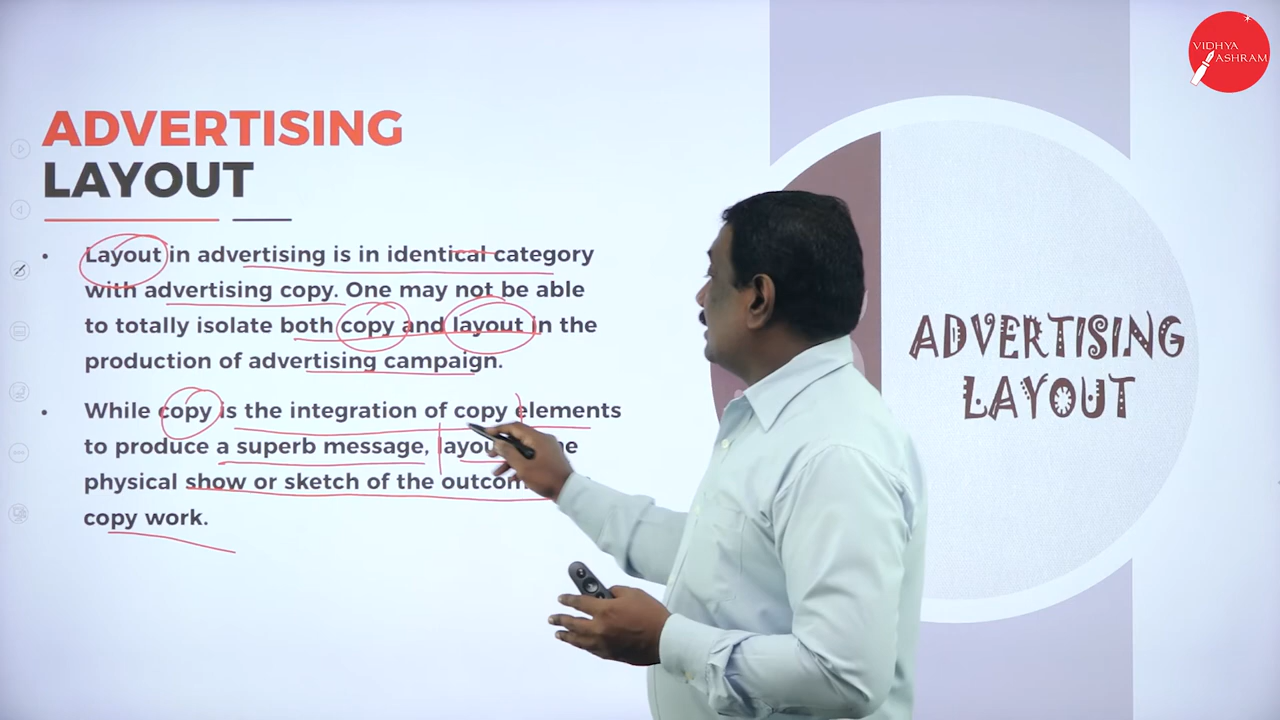 VIDHYA
ASHRAM
ADVERTISING
LAYOUT
• Layout in advertising is in identical category
with advertising copy. One may not be able
to totally isolate both copy and layout in the
production of advertising campaign.
• While copy is the integration of copy elements
to produce a superb message,
physical show or sketch of the
copy work.
ADVERTISING
LAYOUT